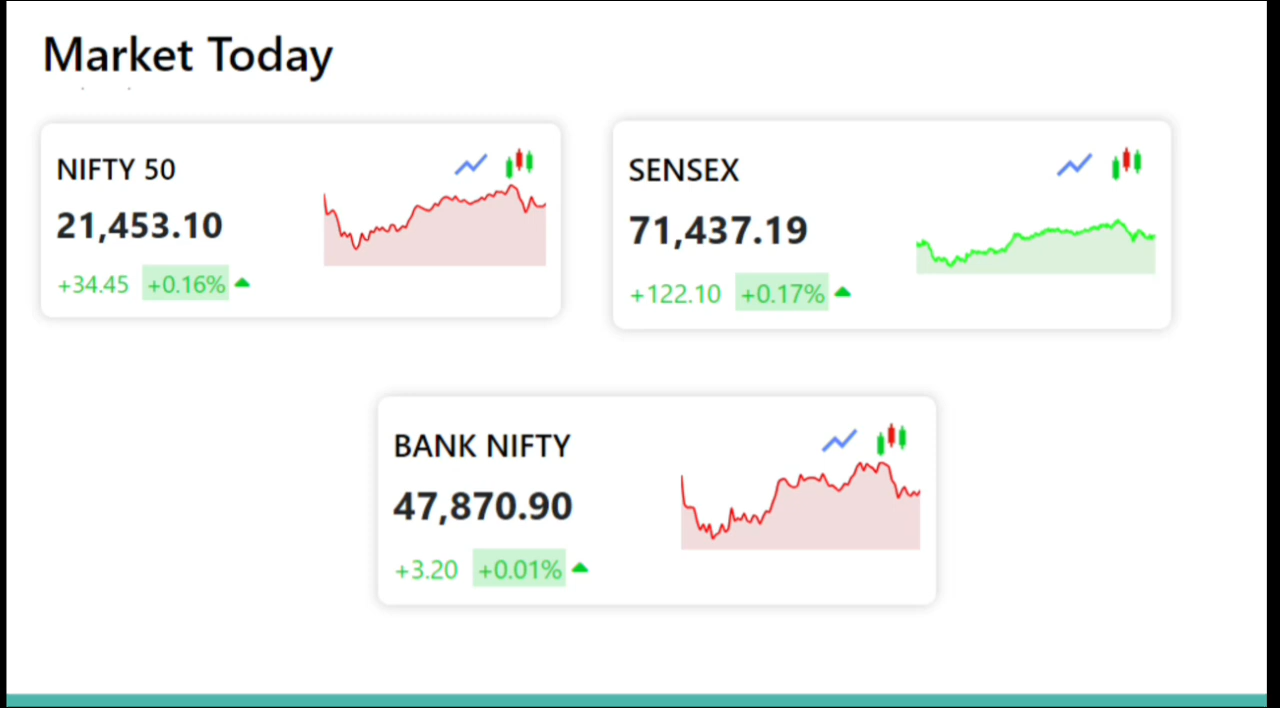 Market Today
NIFTY 50
21,453.10
+34.45 +0.16%
SENSEX
71,437.19
+122.10 +0.17%
BANK NIFTY
47,870.90
+3.20 +0.01%